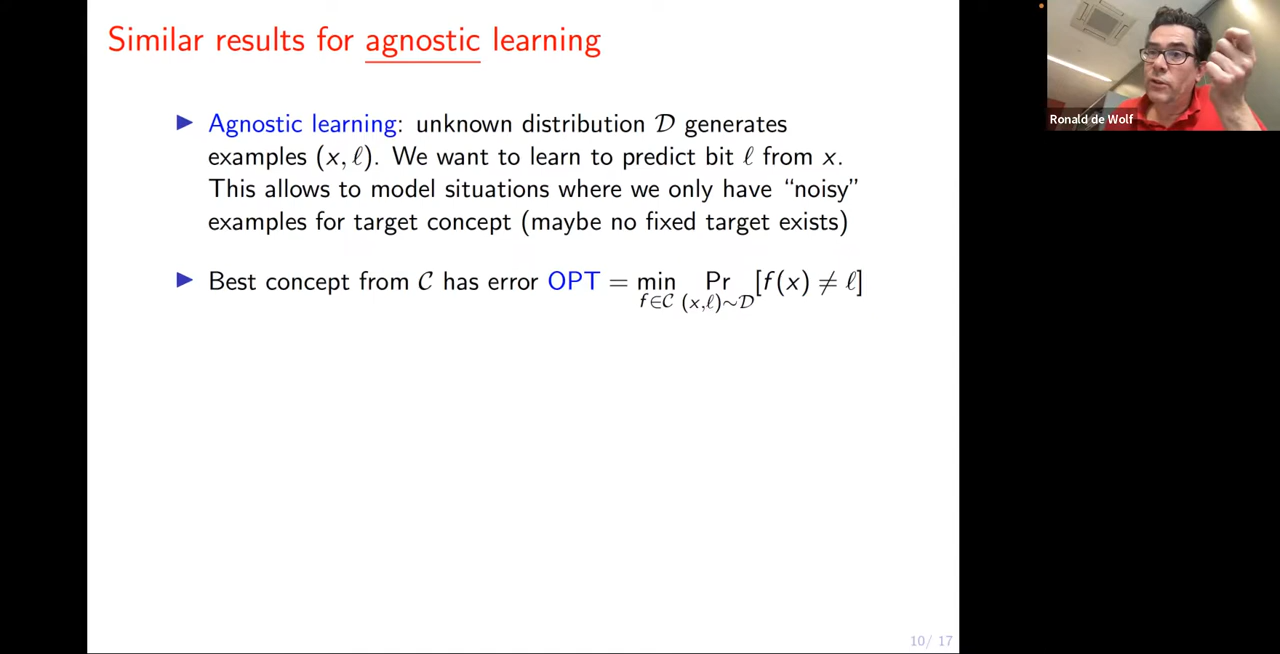 Similar results for agnostic learning
Agnostic learning: unknown distribution 𝒟 generates
examples (x, ℓ). We want to learn to predict bit ℓ from x.
This allows to model situations where we only have “noisy”
examples for target concept (maybe no fixed target exists)
Best concept from 𝒞 has error OPT = min Pr [f(x) ≠ ℓ]
f∈𝒞 (x,ℓ)∼𝒟
10/ 17
Ronald de Wolf